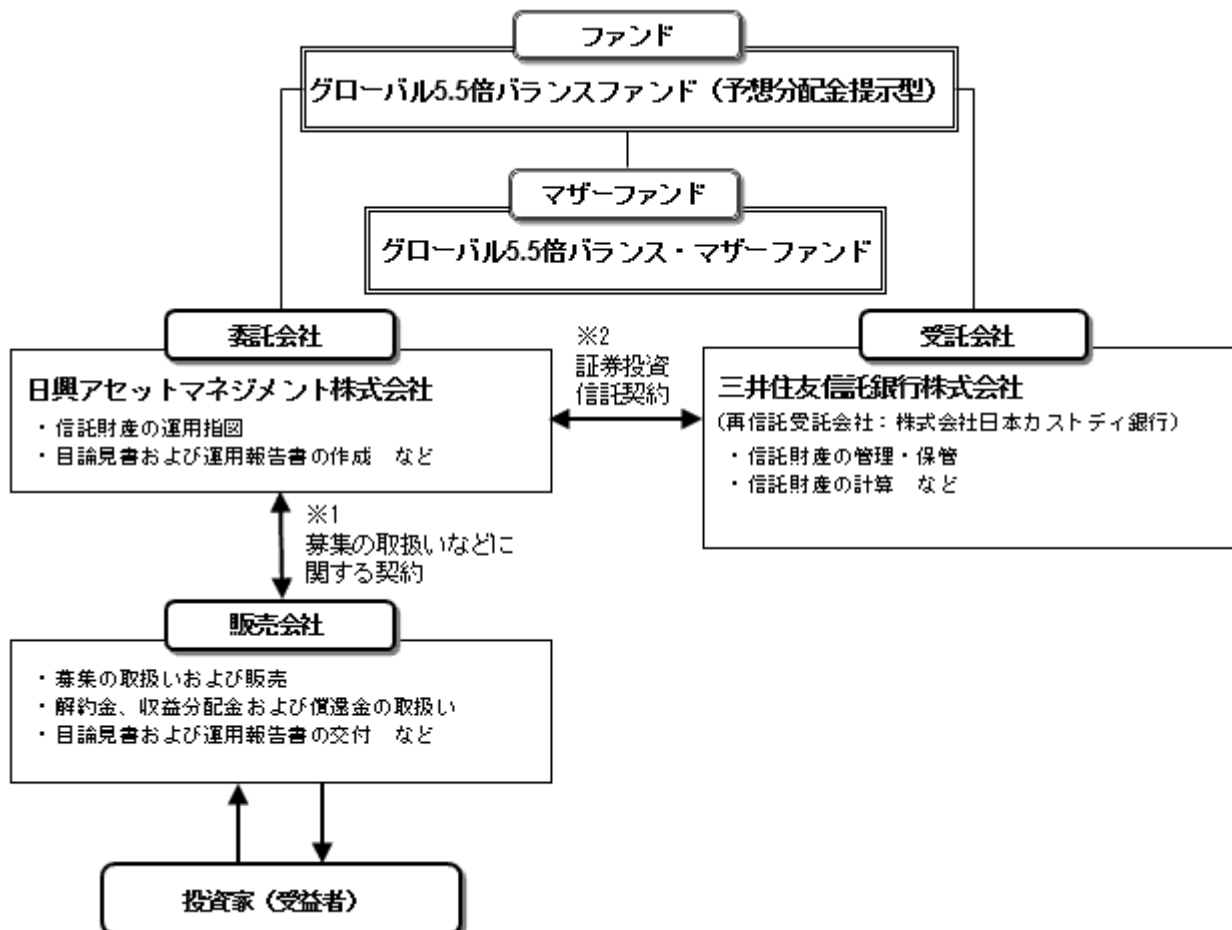 ファンド
グローバル5.5倍バランスファンド（予想分配金提示型）
マザーファンド
グローバル5.5倍バランス・マザーファンド
委託会社
日興アセットマネジメント株式会社
・信託財産の運用指図
・目論見書および運用報告書の作成　など
※2
証券投資
信託契約
受託会社
三井住友信託銀行株式会社
（再信託受託会社：株式会社日本カストディ銀行）
・信託財産の管理・保管
・信託財産の計算　など
※1
募集の取扱いなどに
関する契約
販売会社
・募集の取扱いおよび販売
・解約金、収益分配金および償還金の取扱い
・目論見書および運用報告書の交付　など
投資家（受益者）